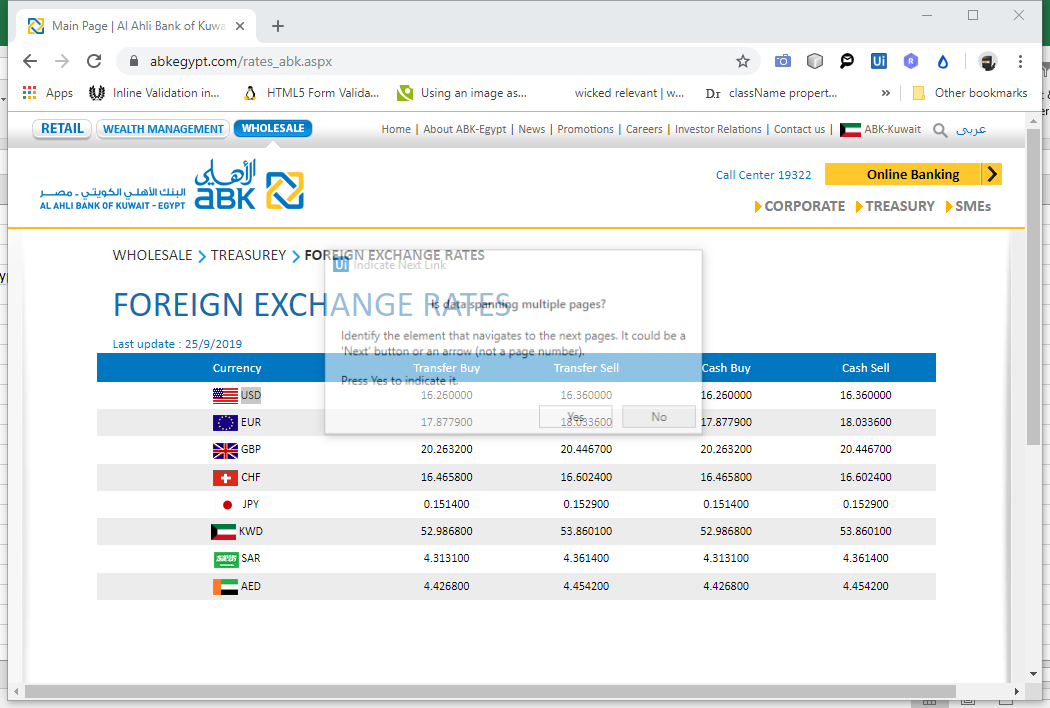 Main Page | Al Ahli Bank of Kuwa
abkegypt.com/rates_abk.aspx
Apps Inline Validation in... HTML5 Form Valida... Using an image as... wicked relevant | w... Dr className propert... » Other bookmarks
RETAIL WEALTH MANAGEMENT WHOLESALE Home | About ABK-Egypt | News | Promotions | Careers | Investor Relations | Contact us | ABK-Kuwait عربى
البنك الأهلي الكويتي - مصر
AL AHLI BANK OF KUWAIT - EGYPT
الأهلي
abk
Call Center 19322 Online Banking
CORPORATE TREASURY SMEs
WHOLESALE TREASUREY FOREIGN EXCHANGE RATES
Ui Indicate Next Link
FOREIGN EXCHANGE RATES
Is data spanning multiple pages?
Identify the element that navigates to the next pages. It could be a
'Next' button or an arrow (not a page number).
Press Yes to indicate it.
Yes No
Last update : 25/9/2019
Currency Transfer Buy Transfer Sell Cash Buy Cash Sell
USD 16.260000 16.360000 16.260000 16.360000
EUR 17.877900 18.033600 17.877900 18.033600
GBP 20.263200 20.446700 20.263200 20.446700
CHF 16.465800 16.602400 16.465800 16.602400
JPY 0.151400 0.152900 0.151400 0.152900
KWD 52.986800 53.860100 52.986800 53.860100
SAR 4.313100 4.361400 4.313100 4.361400
AED 4.426800 4.454200 4.426800 4.454200